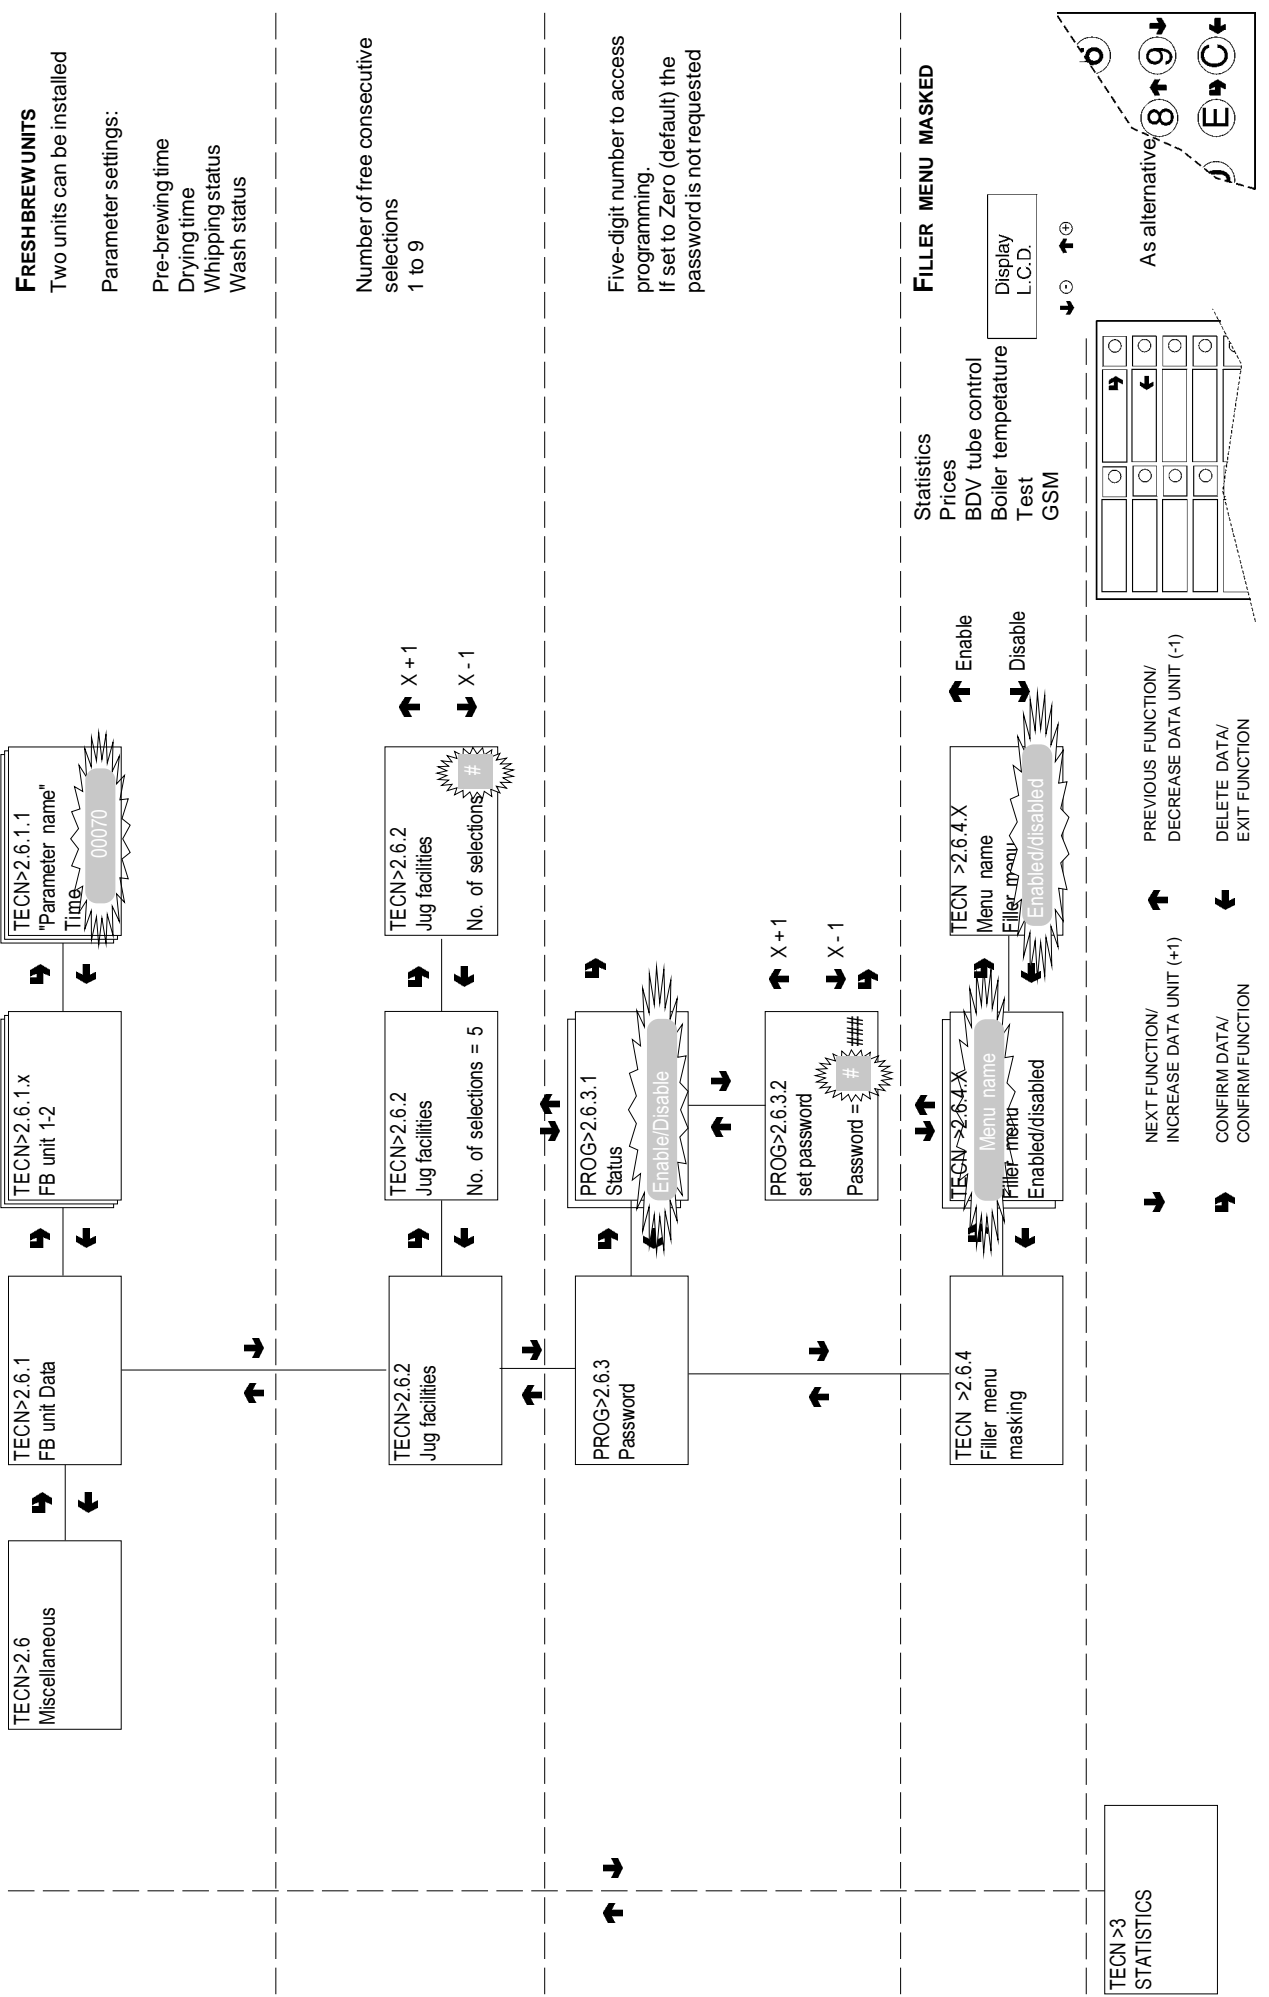 TECN>2.6
Miscellaneous
TECN>2.6.1
FB unit Data
TECN>2.6.1.x
FB unit 1-2
TECN>2.6.1.1
"Parameter name"
Time
00070
FRESH BREW UNITS
Two units can be installed
Parameter settings:
Pre-brewing time
Drying time
Whipping status
Wash status
TECN>2.6.2
Jug facilities
TECN>2.6.2
Jug facilities
No. of selections = 5
TECN>2.6.2
Jug facilities
No. of selections
#
X + 1
X - 1
Number of free consecutive
selections
1 to 9
PROG>2.6.3
Password
PROG>2.6.3.1
Status
Enable/Disable
PROG>2.6.3.2
set password
Password = # ###
X + 1
X - 1
Five-digit number to access
programming.
If set to Zero (default) the
password is not requested
TECN >2.6.4
Filler menu
masking
TECN >2.6.4.X
Menu name
Filler menu
Enabled/disabled
TECN >2.6.4.X
Menu name
Filler menu
Enabled/disabled
Enable
Disable
Statistics
Prices
BDV tube control
Boiler tempetature
Test
GSM
FILLER MENU MASKED
TECN >3
STATISTICS
NEXT FUNCTION/
INCREASE DATA UNIT (+1)
CONFIRM DATA/
CONFIRM FUNCTION
PREVIOUS FUNCTION/
DECREASE DATA UNIT (-1)
DELETE DATA/
EXIT FUNCTION
Display
L.C.D.
- +
As alternative
6
8 9
E C